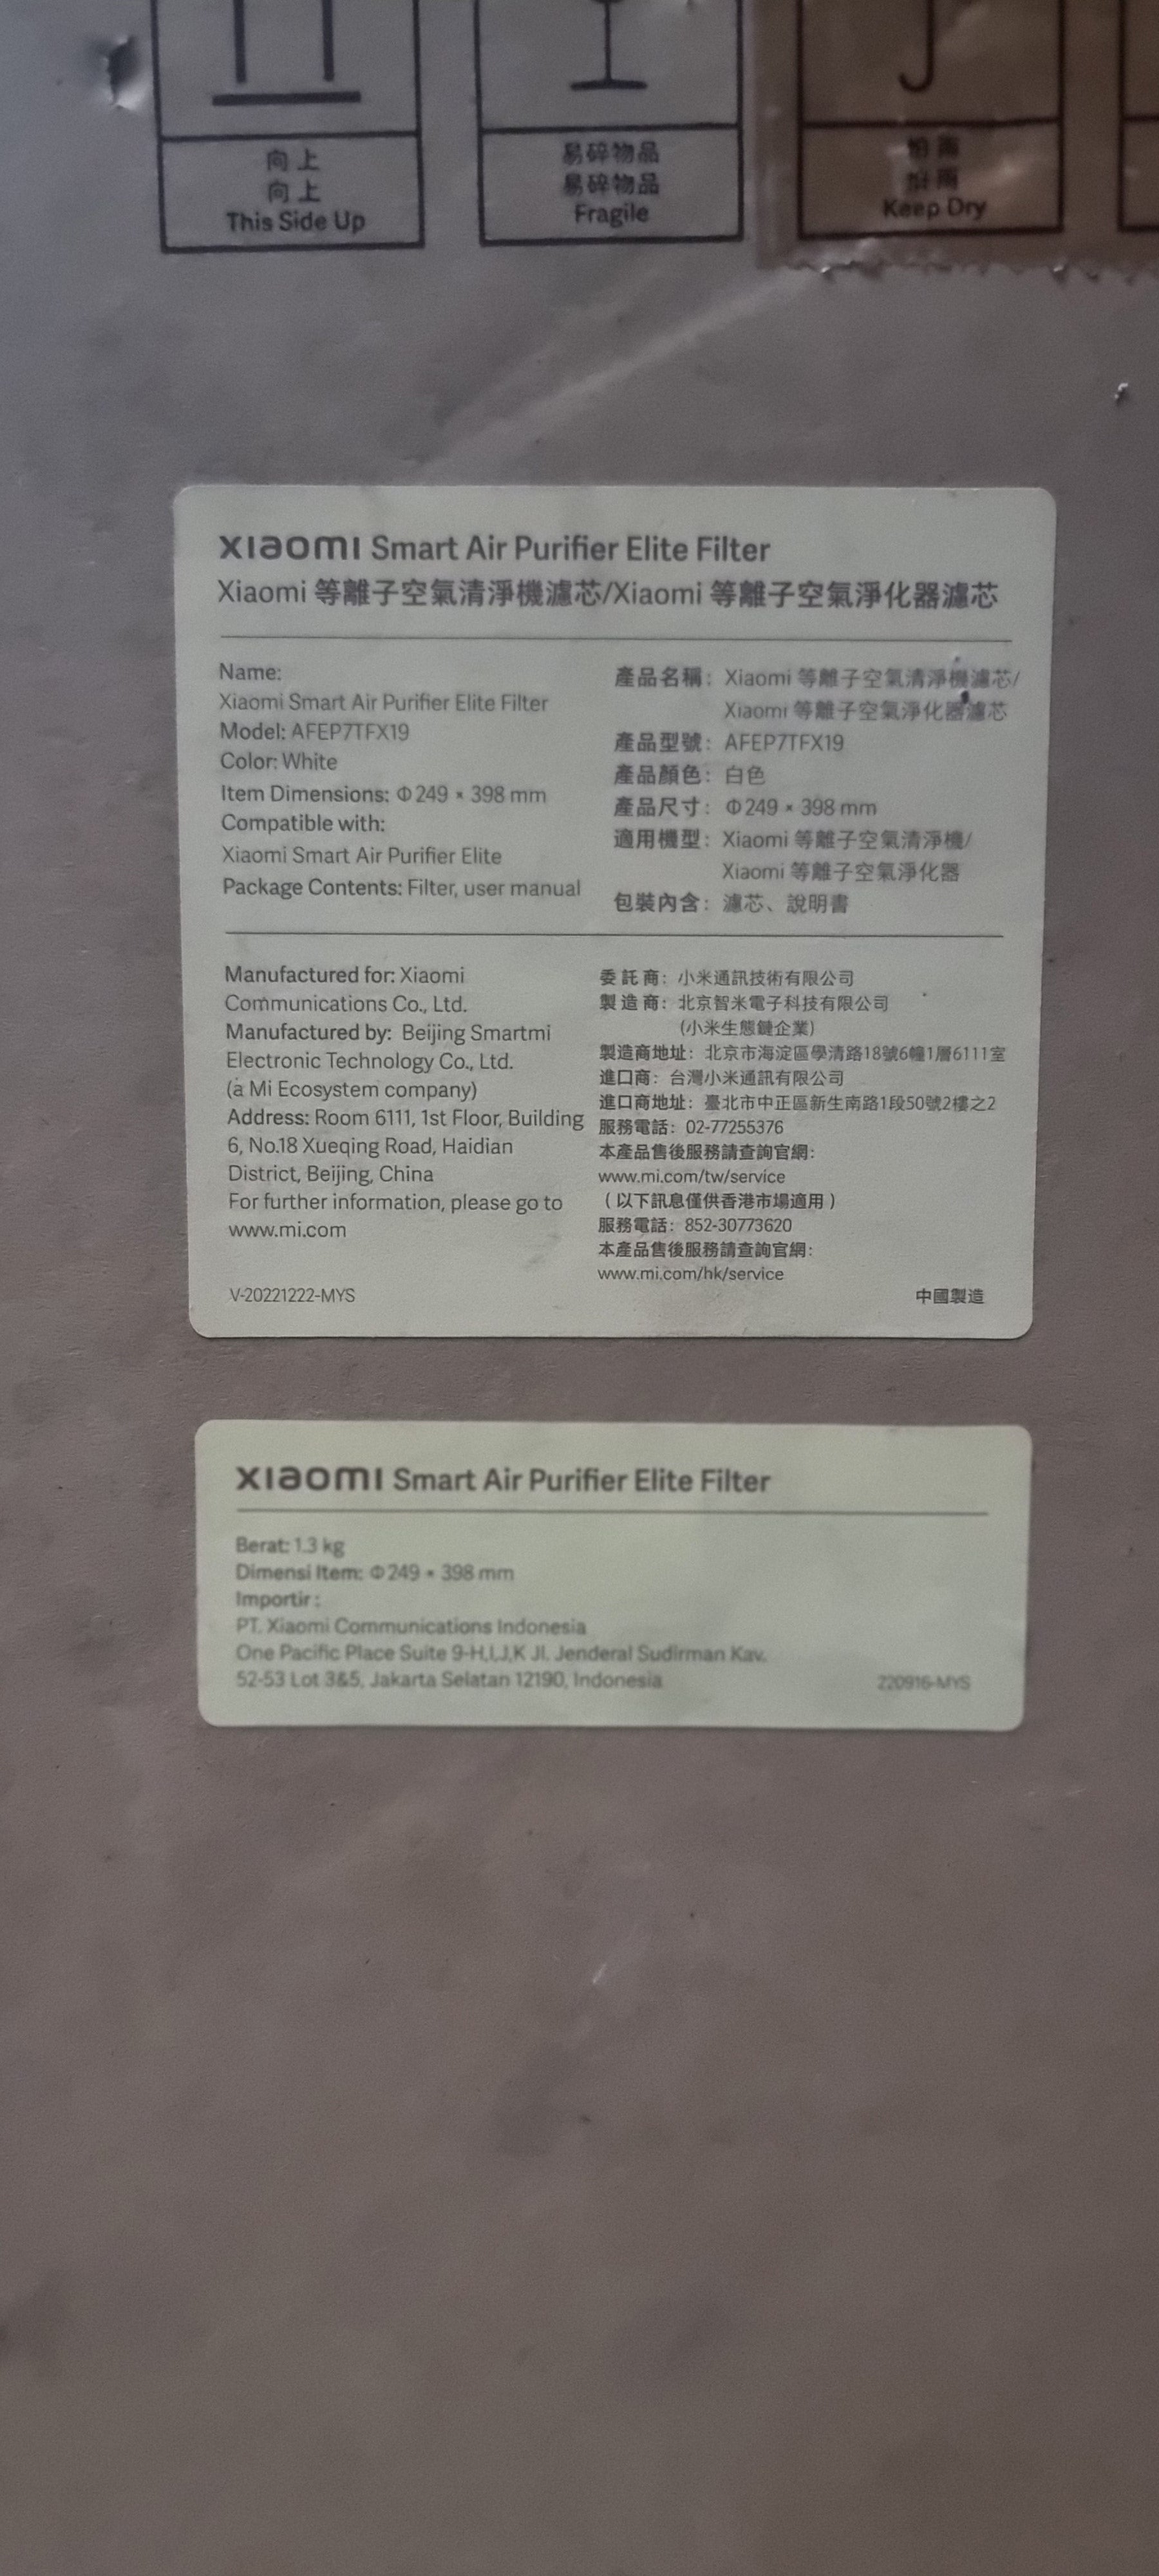 向上
向上
This Side Up
易碎物品
易碎物品
Fragile
怕雨
怕雨
Keep Dry
xiaomi Smart Air Purifier Elite Filter
Xiaomi 等離子空氣清淨機濾芯/Xiaomi 等離子空氣淨化器濾芯
Name:
Xiaomi Smart Air Purifier Elite Filter
Model: AFEP7TFX19
Color: White
Item Dimensions: Φ249 × 398 mm
Compatible with:
Xiaomi Smart Air Purifier Elite
Package Contents: Filter, user manual
產品名稱：Xiaomi 等離子空氣清淨機濾芯/
Xiaomi 等離子空氣淨化器濾芯
產品型號：AFEP7TFX19
產品顏色：白色
產品尺寸：Φ249 × 398 mm
適用機型：Xiaomi 等離子空氣清淨機/
Xiaomi 等離子空氣淨化器
包裝內含：濾芯、說明書
Manufactured for: Xiaomi
Communications Co., Ltd.
Manufactured by: Beijing Smartmi
Electronic Technology Co., Ltd.
(a Mi Ecosystem company)
Address: Room 6111, 1st Floor, Building
6, No.18 Xueqing Road, Haidian
District, Beijing, China
For further information, please go to
www.mi.com
V-20221222-MYS
委託商：小米通訊技術有限公司
製造商：北京智米電子科技有限公司
(小米生態鏈企業)
製造商地址：北京市海淀區學清路18號6幢1層6111室
進口商：台灣小米通訊有限公司
進口商地址：臺北市中正區新生南路1段50號2樓之2
服務電話：02-77255376
本產品售後服務請查詢官網：
www.mi.com/tw/service
（以下訊息僅供香港市場適用）
服務電話：852-30773620
本產品售後服務請查詢官網：
www.mi.com/hk/service
中國製造
xiaomi Smart Air Purifier Elite Filter
Berat: 1.3 kg
Dimensi Item: Φ249 × 398 mm
Importir :
PT. Xiaomi Communications Indonesia
One Pacific Place Suite 9-H,I,J,K Jl. Jenderal Sudirman Kav.
52-53 Lot 3&5, Jakarta Selatan 12190, Indonesia
220916-MYS